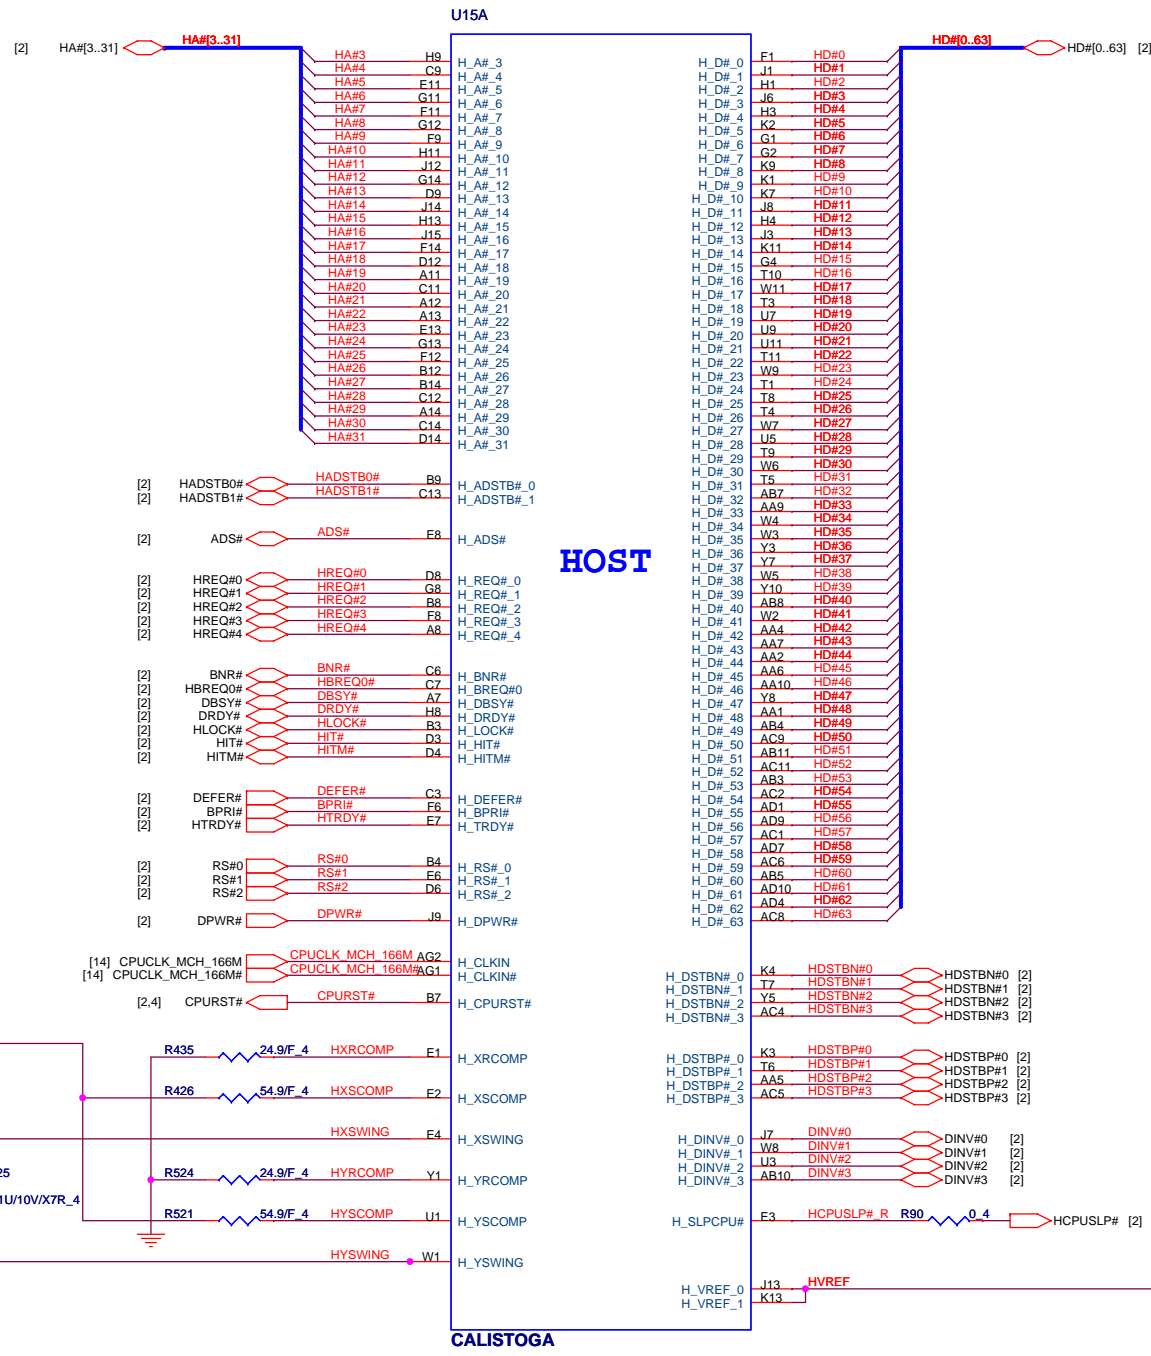 U15A
[2] HA#[3..31] HA#[3..31] HD#[0..63] HD#[0..63] [2]
HA#3 H9 H_A#_3 H_D#_0 F1 HD#0
HA#4 C9 H_A#_4 H_D#_1 J1 HD#1
HA#5 E11 H_A#_5 H_D#_2 H1 HD#2
HA#6 G11 H_A#_6 H_D#_3 J6 HD#3
HA#7 F11 H_A#_7 H_D#_4 H3 HD#4
HA#8 G12 H_A#_8 H_D#_5 K2 HD#5
HA#9 F9 H_A#_9 H_D#_6 G1 HD#6
HA#10 H11 H_A#_10 H_D#_7 G2 HD#7
HA#11 J12 H_A#_11 H_D#_8 K9 HD#8
HA#12 G14 H_A#_12 H_D#_9 K1 HD#9
HA#13 D9 H_A#_13 H_D#_10 K7 HD#10
HA#14 J14 H_A#_14 H_D#_11 J8 HD#11
HA#15 H13 H_A#_15 H_D#_12 H4 HD#12
HA#16 J15 H_A#_16 H_D#_13 J3 HD#13
HA#17 F14 H_A#_17 H_D#_14 K11 HD#14
HA#18 D12 H_A#_18 H_D#_15 G4 HD#15
HA#19 A11 H_A#_19 H_D#_16 T10 HD#16
HA#20 C11 H_A#_20 H_D#_17 W11 HD#17
HA#21 A12 H_A#_21 H_D#_18 T3 HD#18
HA#22 A13 H_A#_22 H_D#_19 U7 HD#19
HA#23 E13 H_A#_23 H_D#_20 U9 HD#20
HA#24 G13 H_A#_24 H_D#_21 U11 HD#21
HA#25 F12 H_A#_25 H_D#_22 T11 HD#22
HA#26 B12 H_A#_26 H_D#_23 W9 HD#23
HA#27 B14 H_A#_27 H_D#_24 T1 HD#24
HA#28 C12 H_A#_28 H_D#_25 T8 HD#25
HA#29 A14 H_A#_29 H_D#_26 T4 HD#26
HA#30 C14 H_A#_30 H_D#_27 W7 HD#27
HA#31 D14 H_A#_31 H_D#_28 U5 HD#28
H_D#_29 T9 HD#29
H_D#_30 W6 HD#30
[2] HADSTB0# HADSTB0# B9 H_ADSTB#_0 H_D#_31 T5 HD#31
[2] HADSTB1# HADSTB1# C13 H_ADSTB#_1 H_D#_32 AB7 HD#32
H_D#_33 AA9 HD#33
H_D#_34 W4 HD#34
[2] ADS# ADS# E8 H_ADS# H_D#_35 W3 HD#35
H_D#_36 Y3 HD#36
HOST
H_D#_37 Y7 HD#37
[2] HREQ#0 HREQ#0 D8 H_REQ#_0 H_D#_38 W5 HD#38
[2] HREQ#1 HREQ#1 G8 H_REQ#_1 H_D#_39 Y10 HD#39
[2] HREQ#2 HREQ#2 B8 H_REQ#_2 H_D#_40 AB8 HD#40
[2] HREQ#3 HREQ#3 F8 H_REQ#_3 H_D#_41 W2 HD#41
[2] HREQ#4 HREQ#4 A8 H_REQ#_4 H_D#_42 AA4 HD#42
H_D#_43 AA7 HD#43
H_D#_44 AA2 HD#44
[2] BNR# BNR# C6 H_BNR# H_D#_45 AA6 HD#45
[2] HBREQ0# HBREQ0# C7 H_BREQ#0 H_D#_46 AA10 HD#46
[2] DBSY# DBSY# A7 H_DBSY# H_D#_47 Y8 HD#47
[2] DRDY# DRDY# H8 H_DRDY# H_D#_48 AA1 HD#48
[2] HLOCK# HLOCK# B3 H_LOCK# H_D#_49 AB4 HD#49
[2] HIT# HIT# D3 H_HIT# H_D#_50 AC9 HD#50
[2] HITM# HITM# D4 H_HITM# H_D#_51 AB11 HD#51
H_D#_52 AC11 HD#52
H_D#_53 AB3 HD#53
[2] DEFER# DEFER# C3 H_DEFER# H_D#_54 AC2 HD#54
[2] BPRI# BPRI# F6 H_BPRI# H_D#_55 AD1 HD#55
[2] HTRDY# HTRDY# E7 H_TRDY# H_D#_56 AD9 HD#56
H_D#_57 AC1 HD#57
H_D#_58 AD7 HD#58
[2] RS#0 RS#0 B4 H_RS#_0 H_D#_59 AC6 HD#59
[2] RS#1 RS#1 E6 H_RS#_1 H_D#_60 AB5 HD#60
[2] RS#2 RS#2 D6 H_RS#_2 H_D#_61 AD10 HD#61
H_D#_62 AD4 HD#62
[2] DPWR# DPWR# J9 H_DPWR# H_D#_63 AC8 HD#63
[14] CPUCLK_MCH_166M CPUCLK_MCH_166M AG2 H_CLKIN
[14] CPUCLK_MCH_166M# CPUCLK_MCH_166M# AG1 H_CLKIN# H_DSTBN#_0 K4 HDSTBN#0 HDSTBN#0 [2]
H_DSTBN#_1 T7 HDSTBN#1 HDSTBN#1 [2]
[2,4] CPURST# CPURST# B7 H_CPURST# H_DSTBN#_2 Y5 HDSTBN#2 HDSTBN#2 [2]
H_DSTBN#_3 AC4 HDSTBN#3 HDSTBN#3 [2]
R435 24.9/F_4 HXRCOMP E1 H_XRCOMP H_DSTBP#_0 K3 HDSTBP#0 HDSTBP#0 [2]
H_DSTBP#_1 T6 HDSTBP#1 HDSTBP#1 [2]
H_DSTBP#_2 AA5 HDSTBP#2 HDSTBP#2 [2]
R426 54.9/F_4 HXSCOMP E2 H_XSCOMP H_DSTBP#_3 AC5 HDSTBP#3 HDSTBP#3 [2]
HXSWING E4 H_XSWING H_DINV#_0 J7 DINV#0 DINV#0 [2]
H_DINV#_1 W8 DINV#1 DINV#1 [2]
25 H_DINV#_2 U3 DINV#2 DINV#2 [2]
R524 24.9/F_4 HYRCOMP Y1 H_YRCOMP H_DINV#_3 AB10 DINV#3 DINV#3 [2]
1U/10V/X7R_4
R521 54.9/F_4 HYSCOMP U1 H_YSCOMP H_SLPCPU# E3 HCPUSLP#_R R90 0_4 HCPUSLP# [2]
HYSWING W1 H_YSWING
H_VREF_0 J13 HVREF
H_VREF_1 K13
CALISTOGA